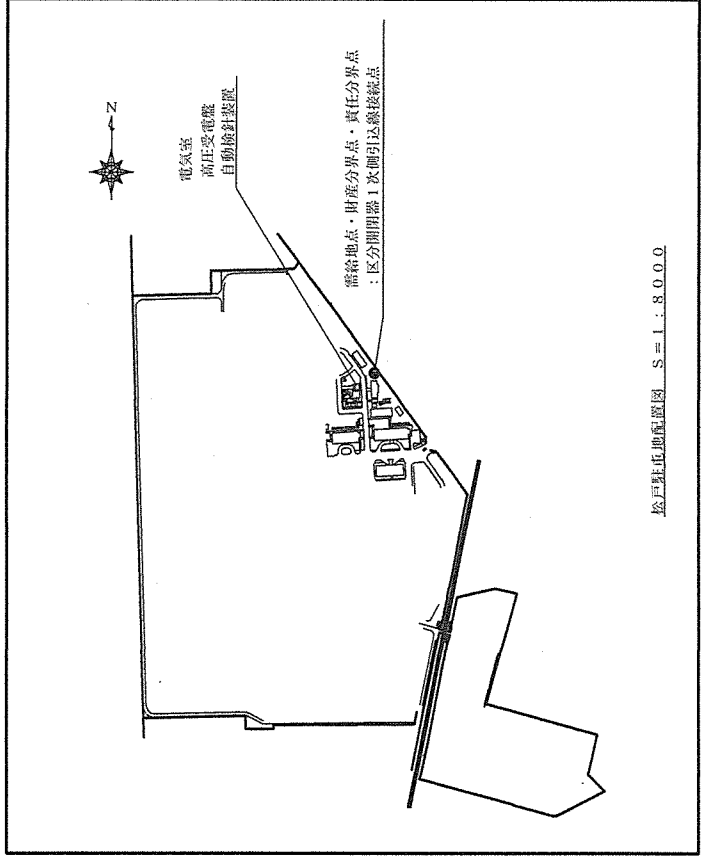 N
電気室
高圧受電盤
自動検針装置
需給地点・財産分界点・責任分界点
：区分開閉器1次側引込線接続点
松戸駐屯地配置図 S＝1：8000